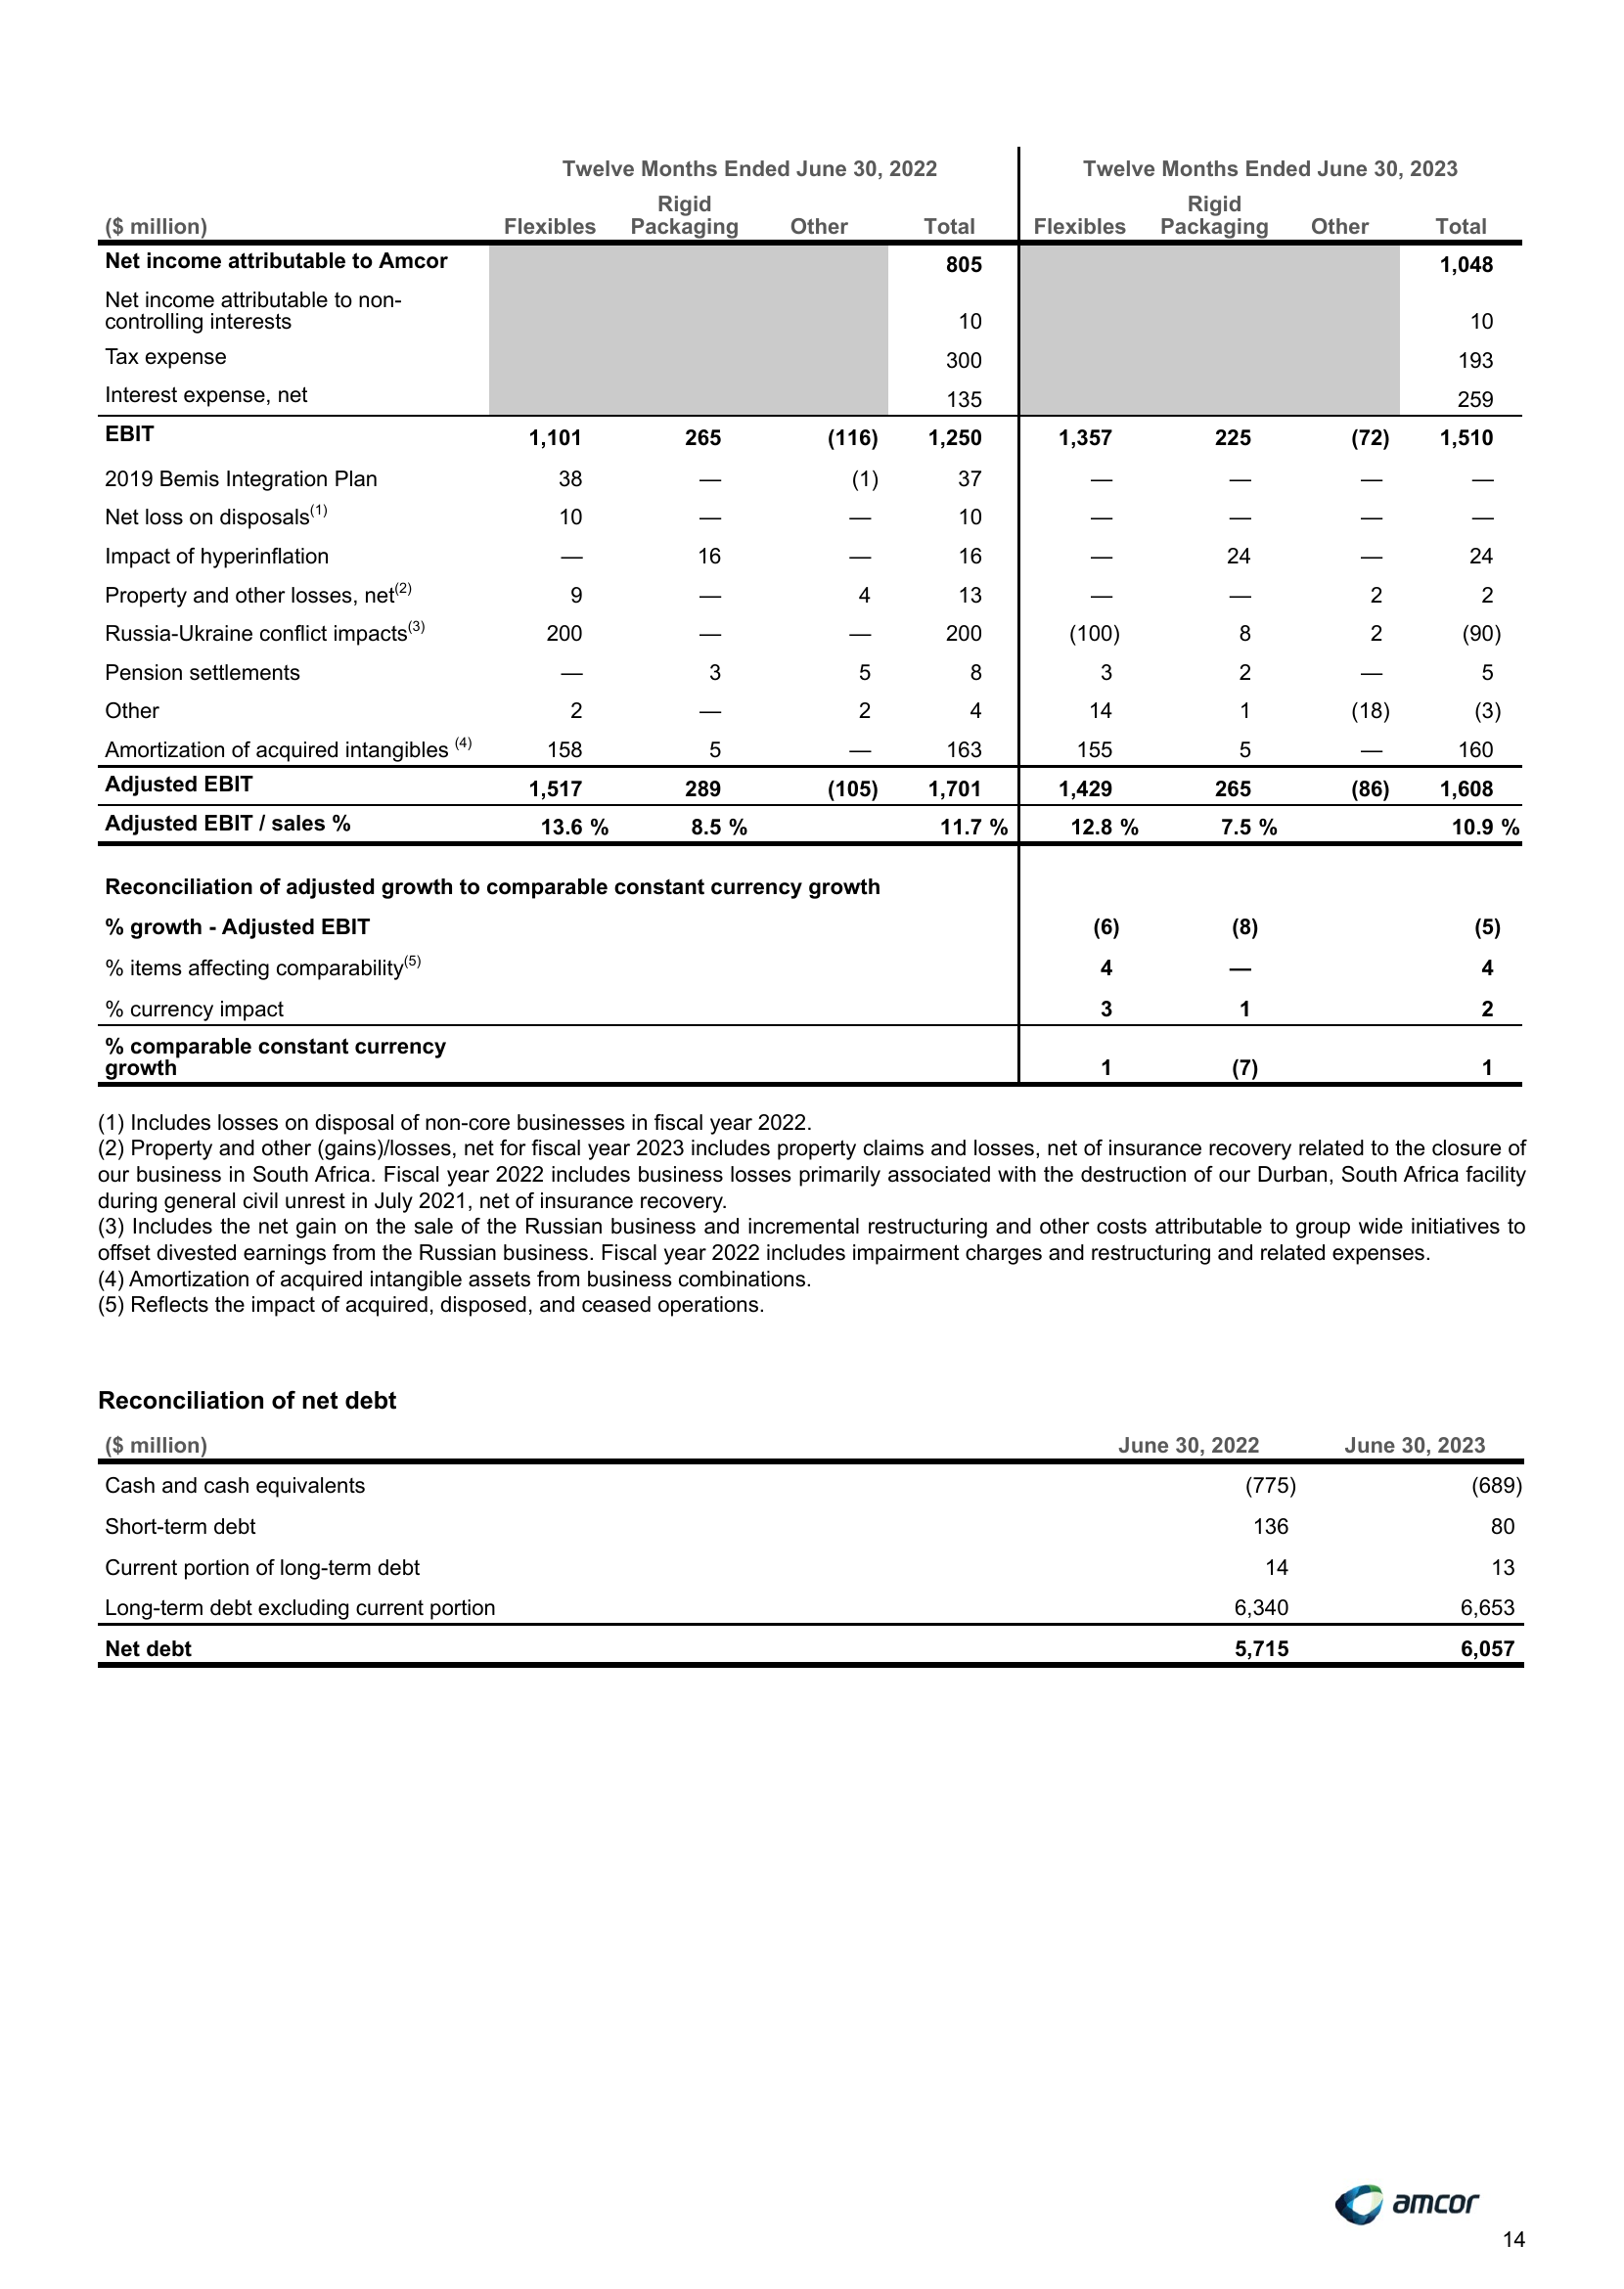 Twelve Months Ended June 30, 2022 Twelve Months Ended June 30, 2023
($ million) Flexibles Rigid Packaging Other Total Flexibles Rigid Packaging Other Total
Net income attributable to Amcor 805 1,048
Net income attributable to non-
controlling interests 10 10
Tax expense 300 193
Interest expense, net 135 259
EBIT 1,101 265 (116) 1,250 1,357 225 (72) 1,510
2019 Bemis Integration Plan 38 — (1) 37 — — — —
Net loss on disposals(1) 10 — — 10 — — — —
Impact of hyperinflation — 16 — 16 — 24 — 24
Property and other losses, net(2) 9 — 4 13 — — 2 2
Russia-Ukraine conflict impacts(3) 200 — — 200 (100) 8 2 (90)
Pension settlements — 3 5 8 3 2 — 5
Other 2 — 2 4 14 1 (18) (3)
Amortization of acquired intangibles (4) 158 5 — 163 155 5 — 160
Adjusted EBIT 1,517 289 (105) 1,701 1,429 265 (86) 1,608
Adjusted EBIT / sales % 13.6 % 8.5 % 11.7 % 12.8 % 7.5 % 10.9 %
Reconciliation of adjusted growth to comparable constant currency growth
% growth - Adjusted EBIT (6) (8) (5)
% items affecting comparability(5) 4 — 4
% currency impact 3 1 2
% comparable constant currency
growth 1 (7) 1
(1) Includes losses on disposal of non-core businesses in fiscal year 2022.
(2) Property and other (gains)/losses, net for fiscal year 2023 includes property claims and losses, net of insurance recovery related to the closure of
our business in South Africa. Fiscal year 2022 includes business losses primarily associated with the destruction of our Durban, South Africa facility
during general civil unrest in July 2021, net of insurance recovery.
(3) Includes the net gain on the sale of the Russian business and incremental restructuring and other costs attributable to group wide initiatives to
offset divested earnings from the Russian business. Fiscal year 2022 includes impairment charges and restructuring and related expenses.
(4) Amortization of acquired intangible assets from business combinations.
(5) Reflects the impact of acquired, disposed, and ceased operations.
Reconciliation of net debt
($ million) June 30, 2022 June 30, 2023
Cash and cash equivalents (775) (689)
Short-term debt 136 80
Current portion of long-term debt 14 13
Long-term debt excluding current portion 6,340 6,653
Net debt 5,715 6,057
amcor
14